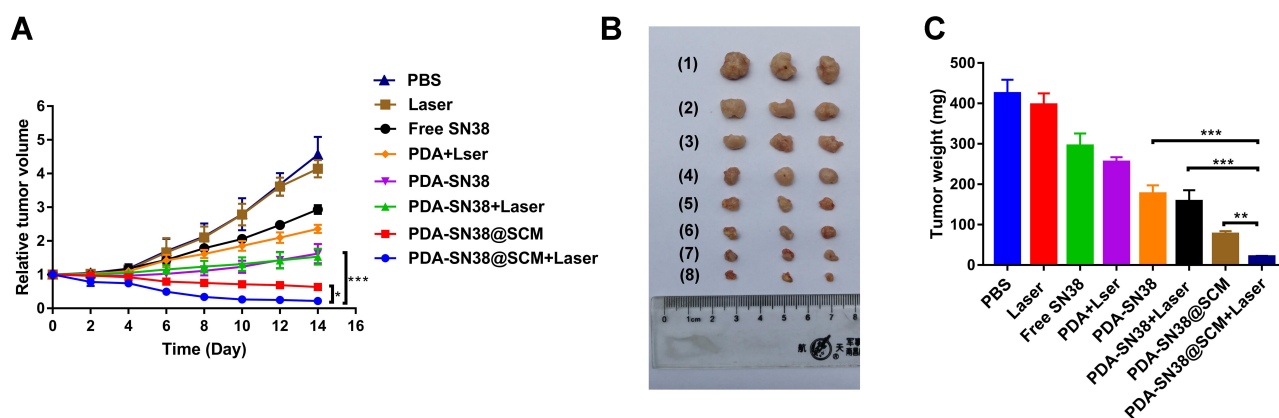 A
6
5
4
3
2
1
0
Relative tumor volume
0 2 4 6 8 10 12 14 16
Time (Day)
PBS
Laser
Free SN38
PDA+Lser
PDA-SN38
PDA-SN38+Laser
PDA-SN38@SCM
PDA-SN38@SCM+Laser
*
***
B
(1)
(2)
(3)
(4)
(5)
(6)
(7)
(8)
0 1cm 2 3 4 5 6 7 8
航 天
C
500
400
300
200
100
0
Tumor weight (mg)
***
***
**
PBS
Laser
Free SN38
PDA+Lser
PDA-SN38
PDA-SN38+Laser
PDA-SN38@SCM
PDA-SN38@SCM+Laser